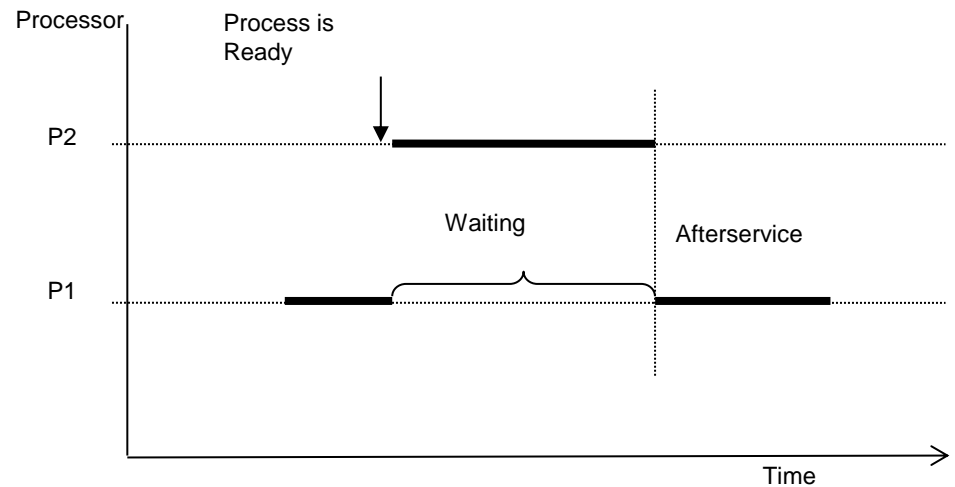 Processor
Process is
Ready
P2
Waiting
Afterservice
P1
Time